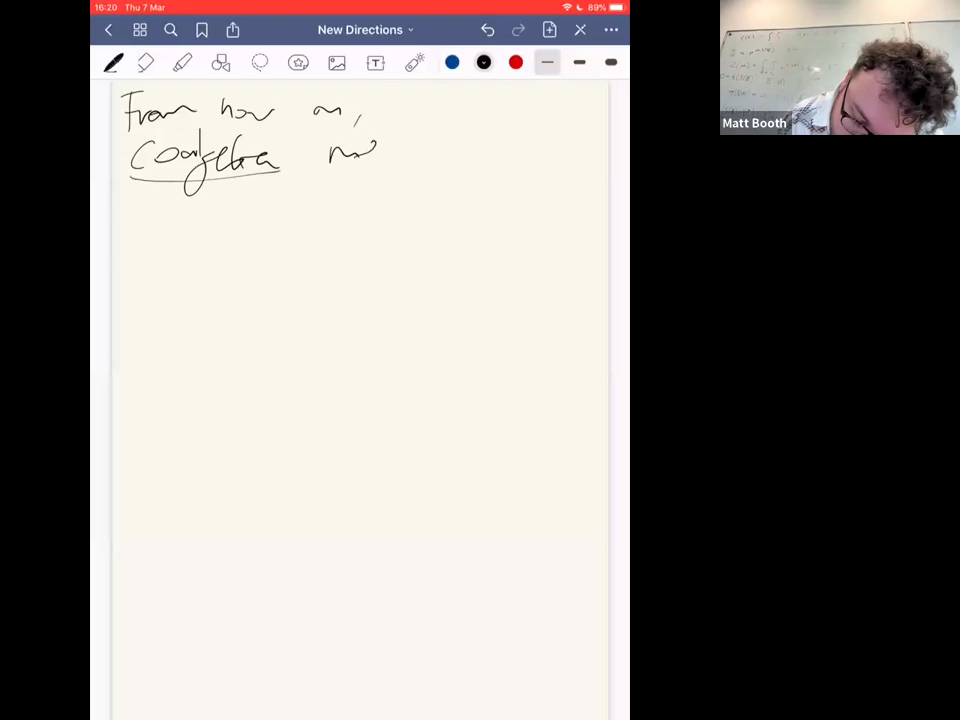 16:20 Thu 7 Mar 89%
New Directions
From now on,
coalgebra
Matt Booth